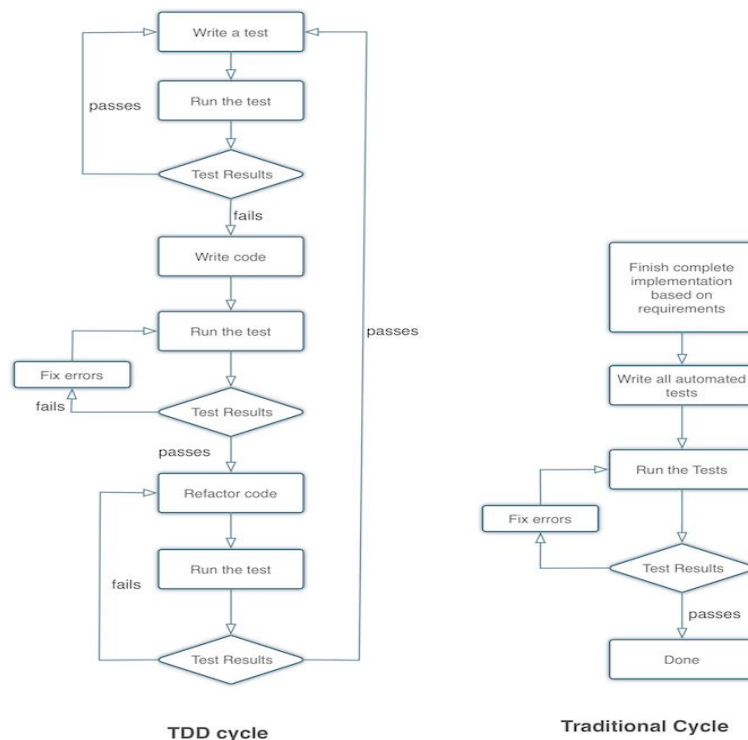 Write a test
passes
Run the test
Test Results
fails
Write code
Run the test
passes
Fix errors
fails
Test Results
passes
Refactor code
Run the test
fails
Test Results
TDD cycle
Finish complete
implementation
based on
requirements
Write all automated
tests
Run the Tests
Fix errors
Test Results
passes
Done
Traditional Cycle